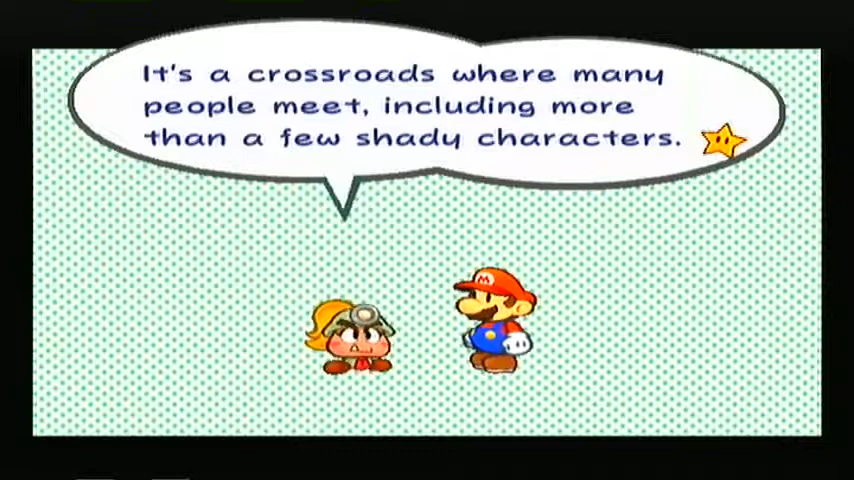 It's a crossroads where many
people meet, including more
than a few shady characters.
M